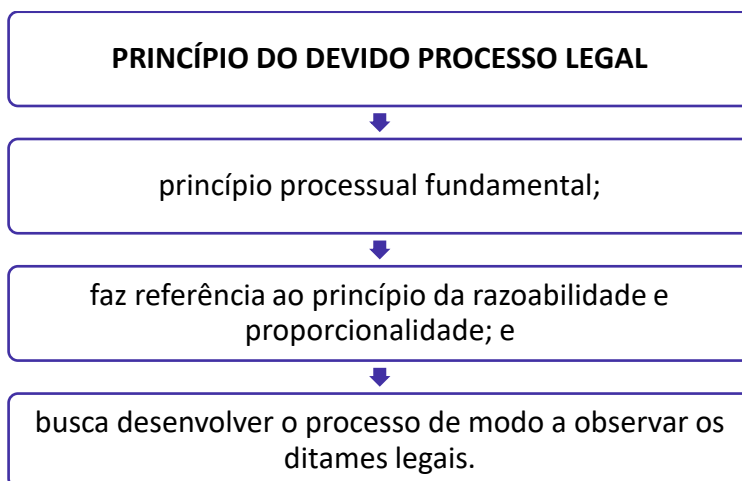 PRINCÍPIO DO DEVIDO PROCESSO LEGAL
princípio processual fundamental;
faz referência ao princípio da razoabilidade e
proporcionalidade; e
busca desenvolver o processo de modo a observar os
ditames legais.